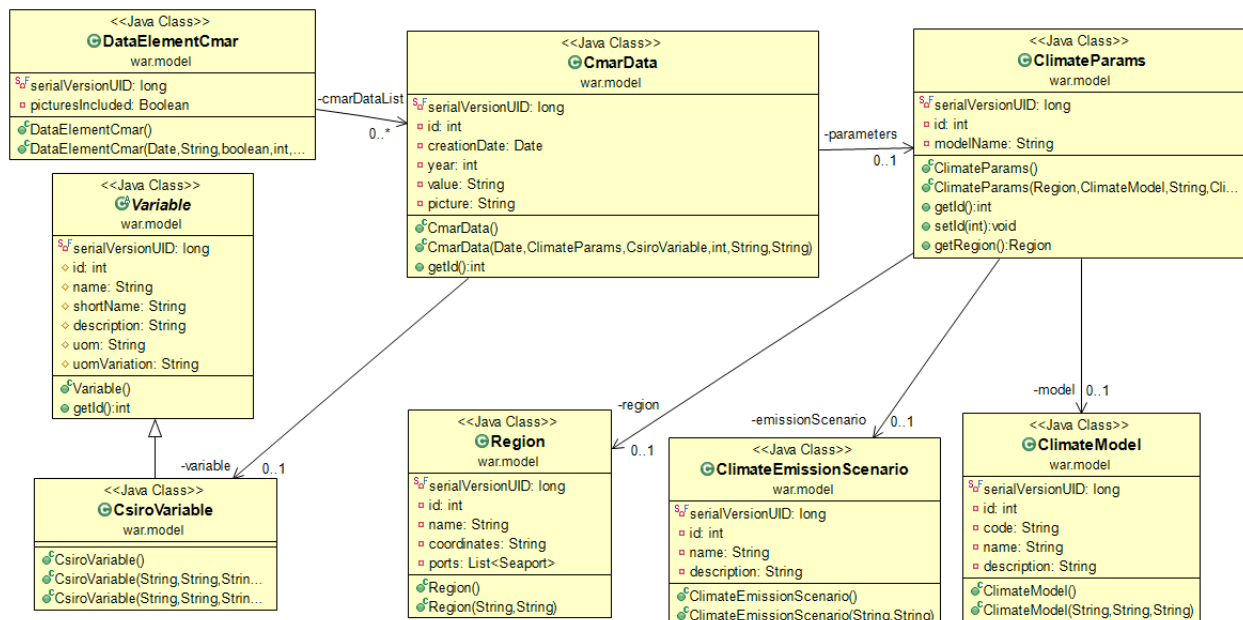 <<Java Class>>
DataElementCmar
war.model
serialVersionUID: long
picturesIncluded: Boolean
DataElementCmar()
DataElementCmar(Date,String,boolean,int,...
-cmarDataList
0..*
<<Java Class>>
CmarData
war.model
serialVersionUID: long
id: int
creationDate: Date
year: int
value: String
picture: String
CmarData()
CmarData(Date,ClimateParams,CsiroVariable,int,String,String)
getId():int
-parameters
0..1
<<Java Class>>
ClimateParams
war.model
serialVersionUID: long
id: int
modelName: String
ClimateParams()
ClimateParams(Region,ClimateModel,String,Cli...
getId():int
setId(int):void
getRegion():Region
<<Java Class>>
Variable
war.model
serialVersionUID: long
id: int
name: String
shortName: String
description: String
uom: String
uomVariation: String
Variable()
getId():int
-variable
0..1
<<Java Class>>
CsiroVariable
war.model
CsiroVariable()
CsiroVariable(String,String,Strin...
CsiroVariable(String,String,Strin...
-region
0..1
<<Java Class>>
Region
war.model
serialVersionUID: long
id: int
name: String
coordinates: String
ports: List<Seaport>
Region()
Region(String,String)
-emissionScenario
0..1
<<Java Class>>
ClimateEmissionScenario
war.model
serialVersionUID: long
id: int
name: String
description: String
ClimateEmissionScenario()
ClimateEmissionScenario(String,String)
-model
0..1
<<Java Class>>
ClimateModel
war.model
serialVersionUID: long
id: int
code: String
name: String
description: String
ClimateModel()
ClimateModel(String,String,String)